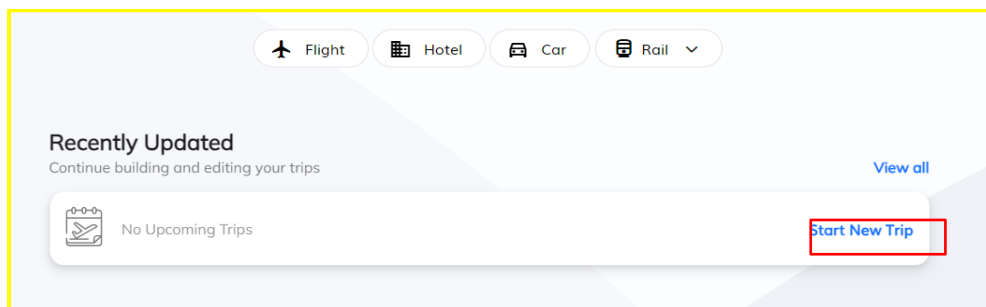 Flight Hotel Car Rail
Recently Updated
Continue building and editing your trips
View all
No Upcoming Trips
Start New Trip